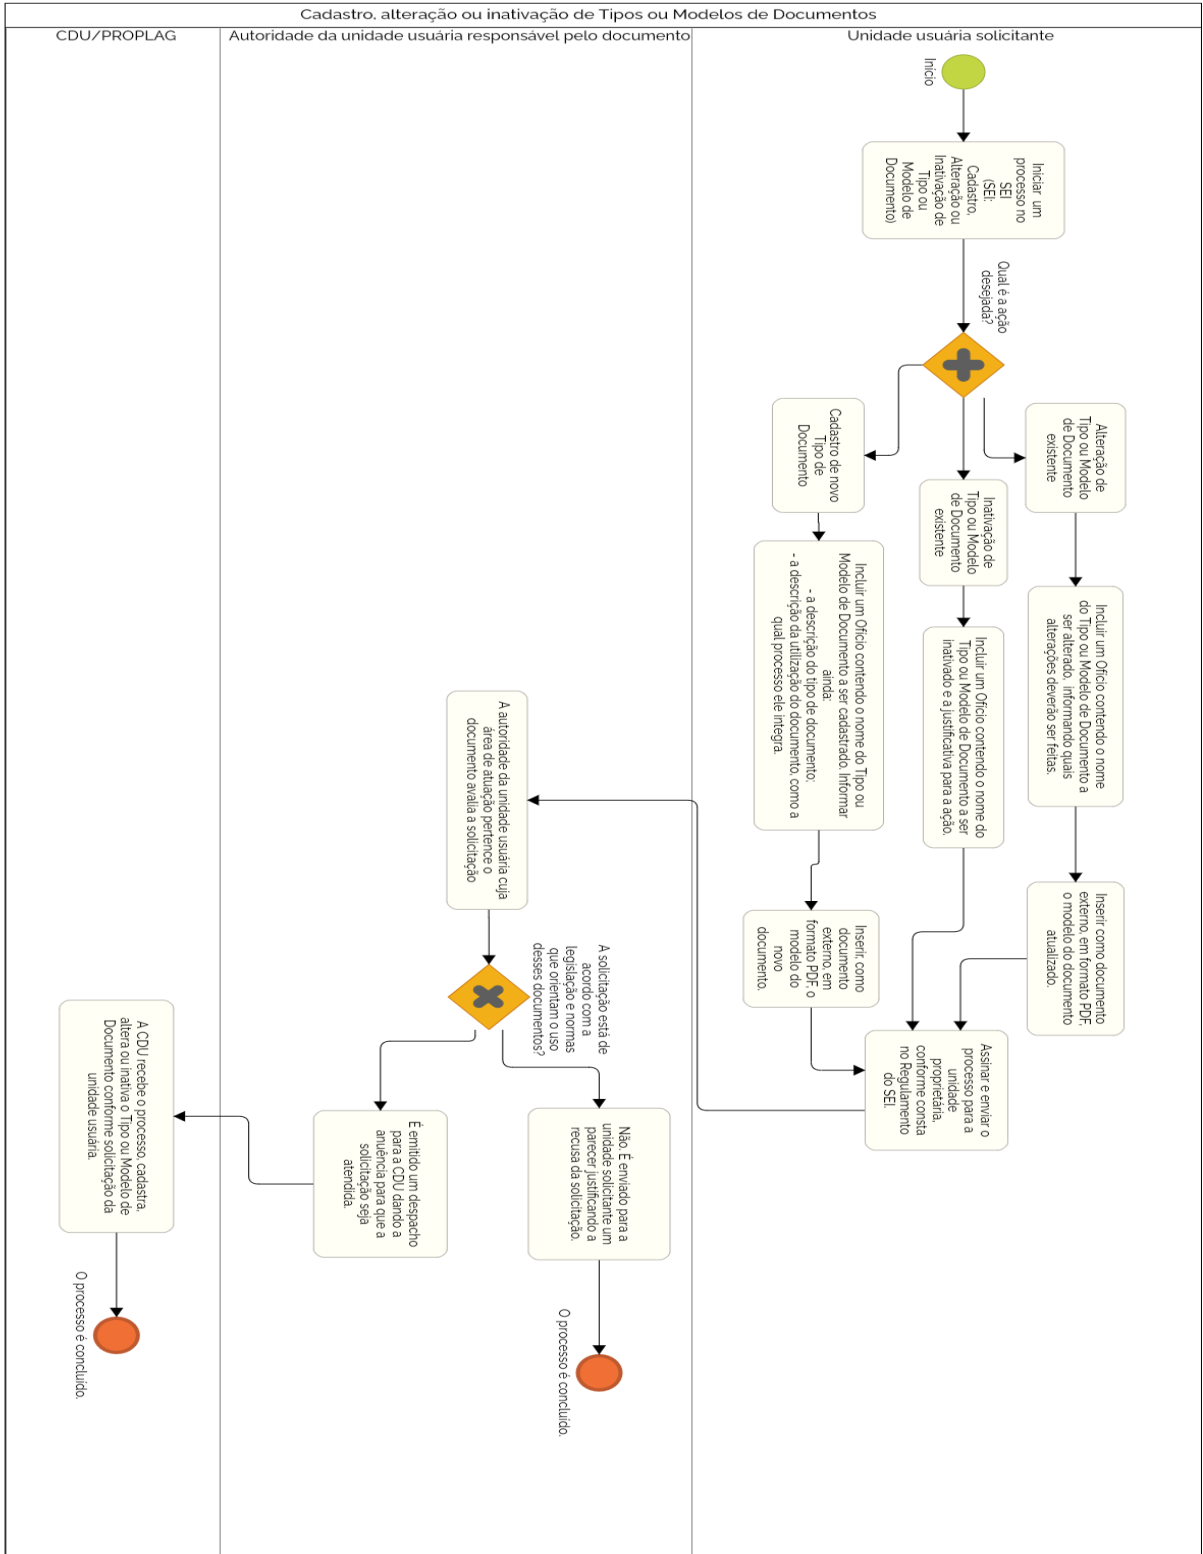 Cadastro, alteração ou inativação de Tipos ou Modelos de Documentos
CDU/PROPLAG
Autoridade da unidade usuária responsável pelo documento
Unidade usuária solicitante
Início
Iniciar um
processo no
SEI
(SEI:
Cadastro,
Alteração ou
Inativação de
Tipo ou
Modelo de
Documento)
Qual é a ação
desejada?
Alteração de
Tipo ou Modelo
de Documento
existente
Incluir um Ofício contendo o nome
do Tipo ou Modelo de Documento a
ser alterado, informando quais
alterações deverão ser feitas.
Inserir como documento
externo, em formato PDF,
o modelo do documento
atualizado.
Inativação de
Tipo ou Modelo
de Documento
existente
Incluir um Ofício contendo o nome do
Tipo ou Modelo de Documento a ser
inativado e a justificativa para a ação.
Cadastro de novo
Tipo de
Documento
Incluir um Ofício contendo o nome do Tipo ou
Modelo de Documento a ser cadastrado. Informar
ainda:
- a descrição do tipo de documento;
- a descrição da utilização do documento, como a
qual processo ele integra.
Inserir, como
documento
externo, em
formato PDF, o
modelo do
novo
documento.
Assinar e enviar o
processo para a
unidade
proprietária,
conforme consta
no Regulamento
do SEI.
A autoridade da unidade usuária cuja
área de atuação pertence o
documento avalia a solicitação
A solicitação está de
acordo com a
legislação e normas
que orientam o uso
desses documentos?
Não. É enviado para a
unidade solicitante um
parecer justificando a
recusa da solicitação.
O processo é concluído.
É emitido um despacho
para a CDU dando a
anuência para que a
solicitação seja
atendida.
A CDU recebe o processo, cadastra,
altera ou inativa o Tipo ou Modelo de
Documento conforme solicitação da
unidade usuária.
O processo é concluído.